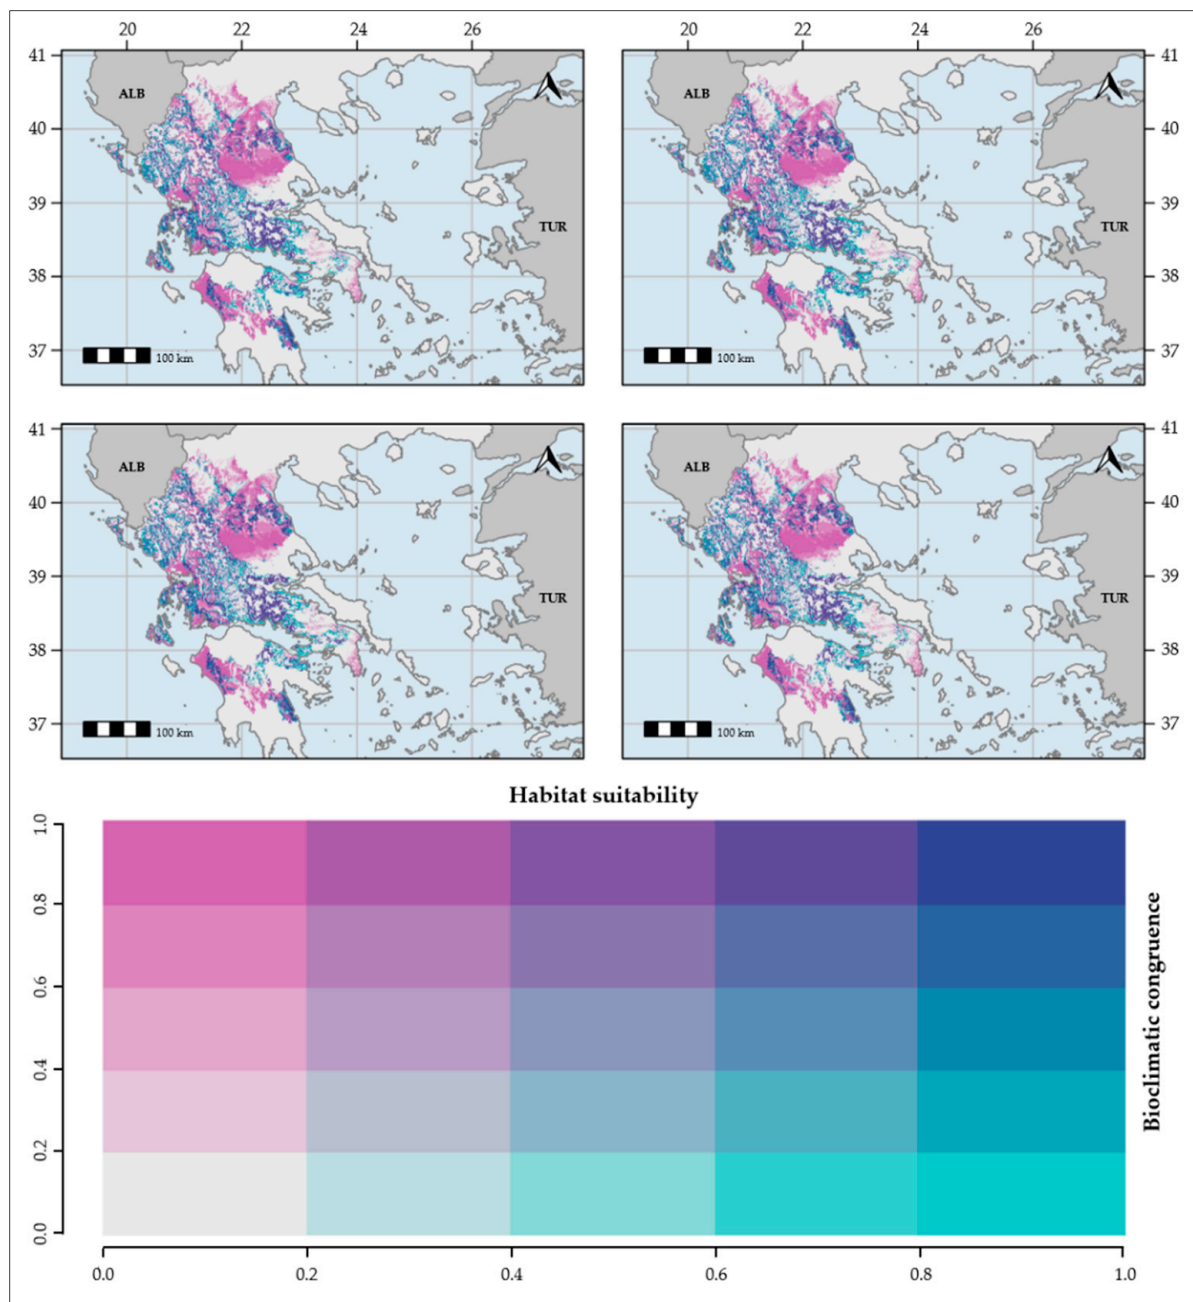 20 22 24 26 20 22 24 26
41 ALB ALB 41
40 40
39 TUR TUR 39
38 38
37 100 km 100 km 37
41 ALB ALB 41
40 40
39 TUR TUR 39
38 38
37 100 km 100 km 37
Habitat suitability
1.0
0.8
0.6
0.4
0.2
0.0
Bioclimatic congruence
0.0 0.2 0.4 0.6 0.8 1.0